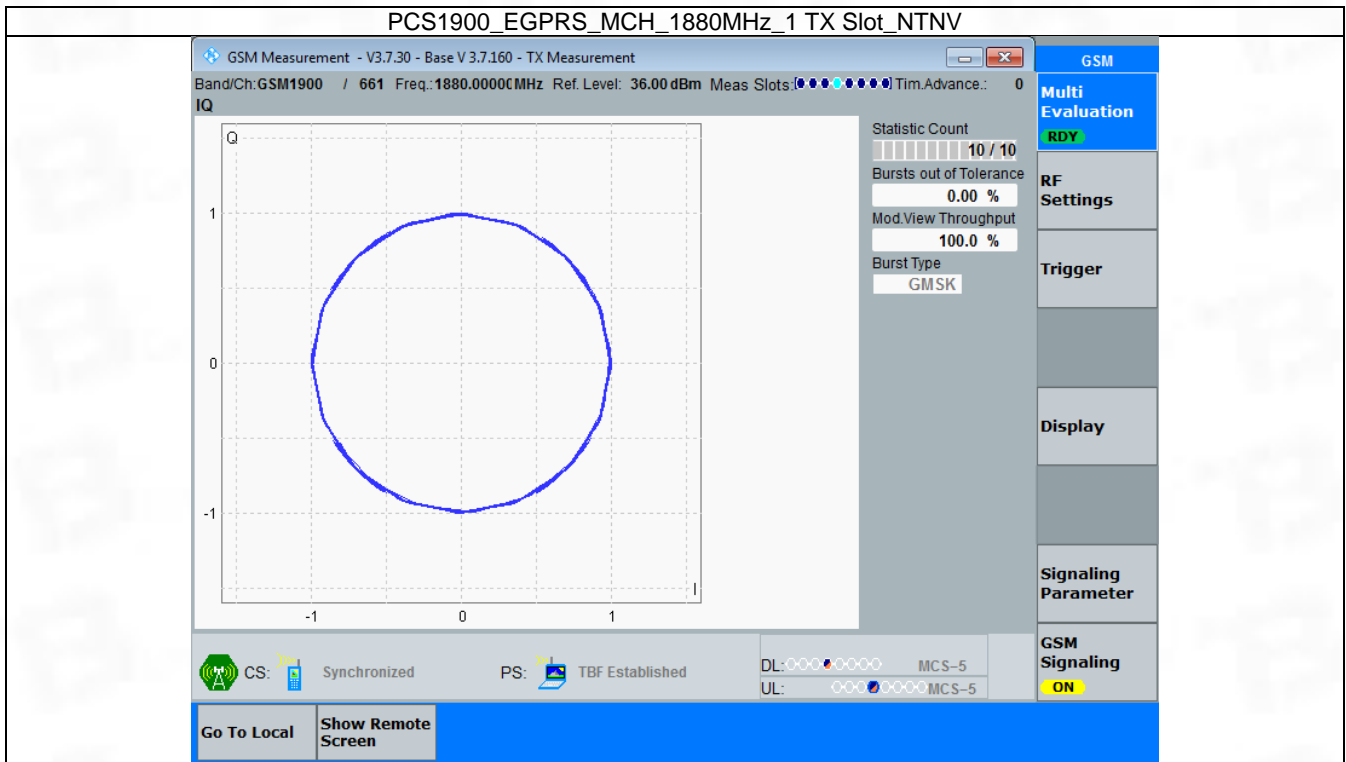 PCS1900_EGPRS_MCH_1880MHz_1 TX Slot_NTNV
GSM Measurement - V3.7.30 - Base V 3.7.160 - TX Measurement
GSM
Band/Ch:GSM1900 / 661 Freq.:1880.00000MHz Ref. Level: 36.00 dBm Meas Slots: Tim.Advance.: 0
IQ
Multi
Evaluation
RDY
Q
1
0
-1
-1 0 1
I
Statistic Count
10 / 10
Bursts out of Tolerance
0.00 %
Mod.View Throughput
100.0 %
Burst Type
GMSK
RF
Settings
Trigger
Display
Signaling
Parameter
GSM
Signaling
ON
CS: Synchronized PS: TBF Established
DL: MCS-5
UL: MCS-5
Go To Local
Show Remote
Screen